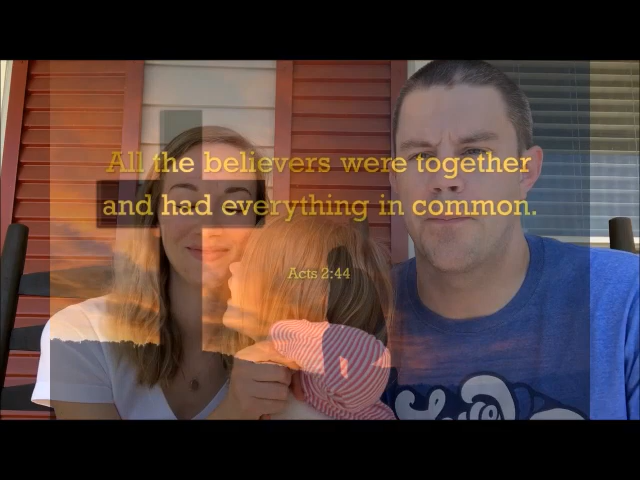 All the believers were together
and had everything in common.
Acts 2:44